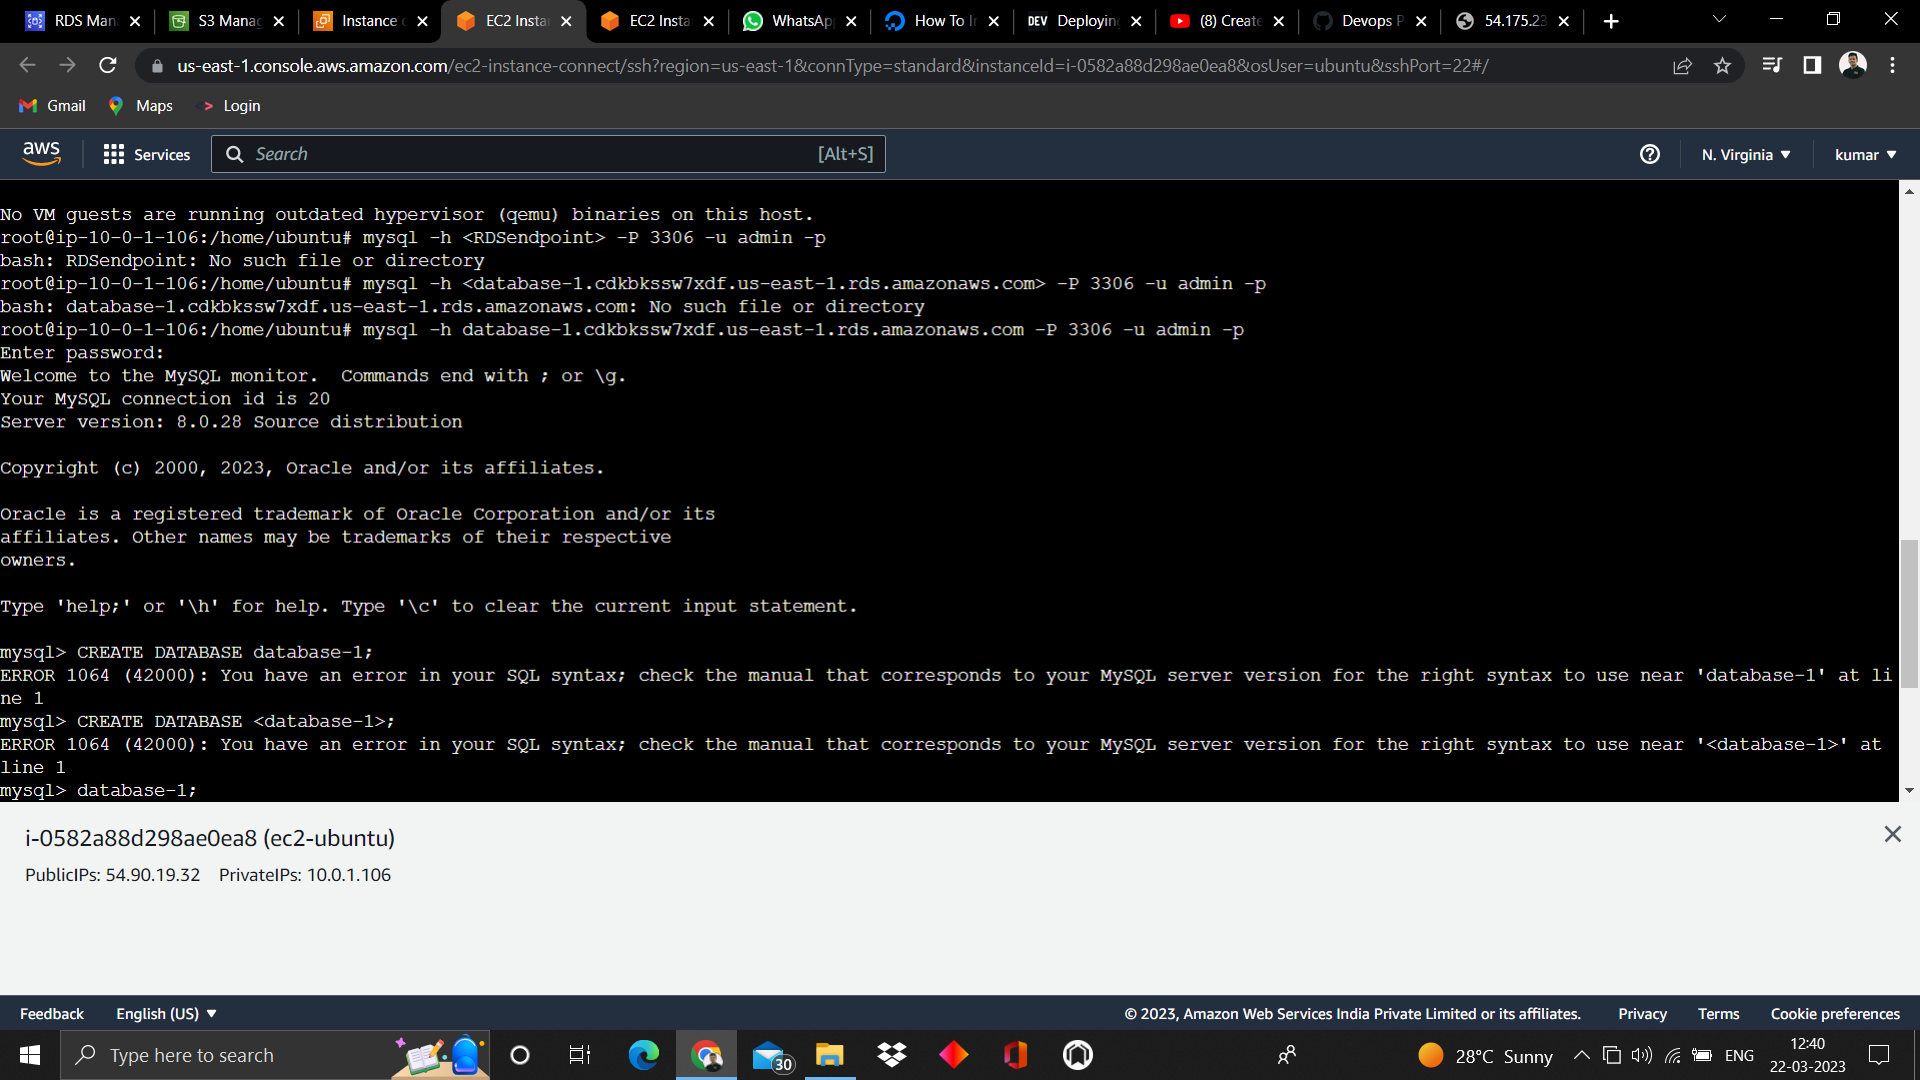 RDS Man
S3 Manag
Instance c
EC2 Instan
EC2 Insta
WhatsApp
How To In
DEV Deploying
(8) Create
Devops P
54.175.23
us-east-1.console.aws.amazon.com/ec2-instance-connect/ssh?region=us-east-1&connType=standard&instanceId=i-0582a88d298ae0ea8&osUser=ubuntu&sshPort=22#/
Gmail
Maps
Login
aws
Services
Search
[Alt+S]
N. Virginia
kumar
No VM guests are running outdated hypervisor (qemu) binaries on this host.
root@ip-10-0-1-106:/home/ubuntu# mysql -h <RDSendpoint> -P 3306 -u admin -p
bash: RDSendpoint: No such file or directory
root@ip-10-0-1-106:/home/ubuntu# mysql -h <database-1.cdkbkssw7xdf.us-east-1.rds.amazonaws.com> -P 3306 -u admin -p
bash: database-1.cdkbkssw7xdf.us-east-1.rds.amazonaws.com: No such file or directory
root@ip-10-0-1-106:/home/ubuntu# mysql -h database-1.cdkbkssw7xdf.us-east-1.rds.amazonaws.com -P 3306 -u admin -p
Enter password:
Welcome to the MySQL monitor.  Commands end with ; or \g.
Your MySQL connection id is 20
Server version: 8.0.28 Source distribution
Copyright (c) 2000, 2023, Oracle and/or its affiliates.
Oracle is a registered trademark of Oracle Corporation and/or its
affiliates. Other names may be trademarks of their respective
owners.
Type 'help;' or '\h' for help. Type '\c' to clear the current input statement.
mysql> CREATE DATABASE database-1;
ERROR 1064 (42000): You have an error in your SQL syntax; check the manual that corresponds to your MySQL server version for the right syntax to use near 'database-1' at li
ne 1
mysql> CREATE DATABASE <database-1>;
ERROR 1064 (42000): You have an error in your SQL syntax; check the manual that corresponds to your MySQL server version for the right syntax to use near '<database-1>' at
line 1
mysql> database-1;
i-0582a88d298ae0ea8 (ec2-ubuntu)
PublicIPs: 54.90.19.32 PrivateIPs: 10.0.1.106
Feedback
English (US)
© 2023, Amazon Web Services India Private Limited or its affiliates.
Privacy
Terms
Cookie preferences
Type here to search
30
28°C Sunny
ENG
12:40
22-03-2023